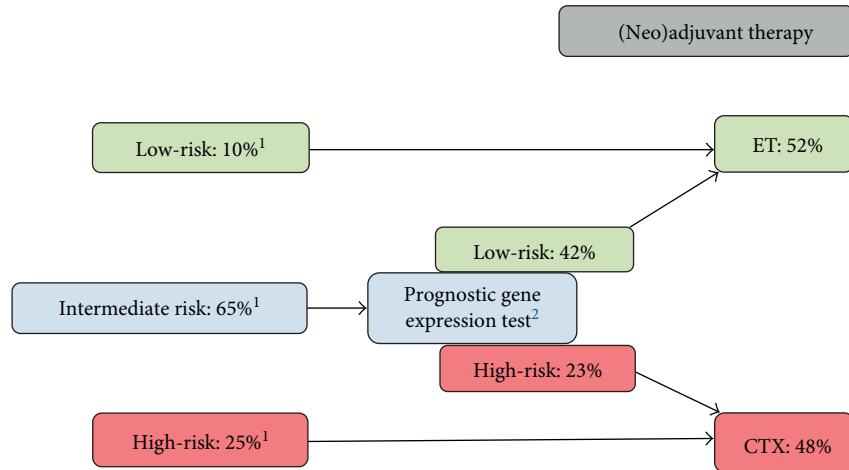 (Neo)adjuvant therapy
Low-risk: 10%¹
ET: 52%
Low-risk: 42%
Intermediate risk: 65%¹
Prognostic gene
expression test²
High-risk: 23%
High-risk: 25%¹
CTX: 48%